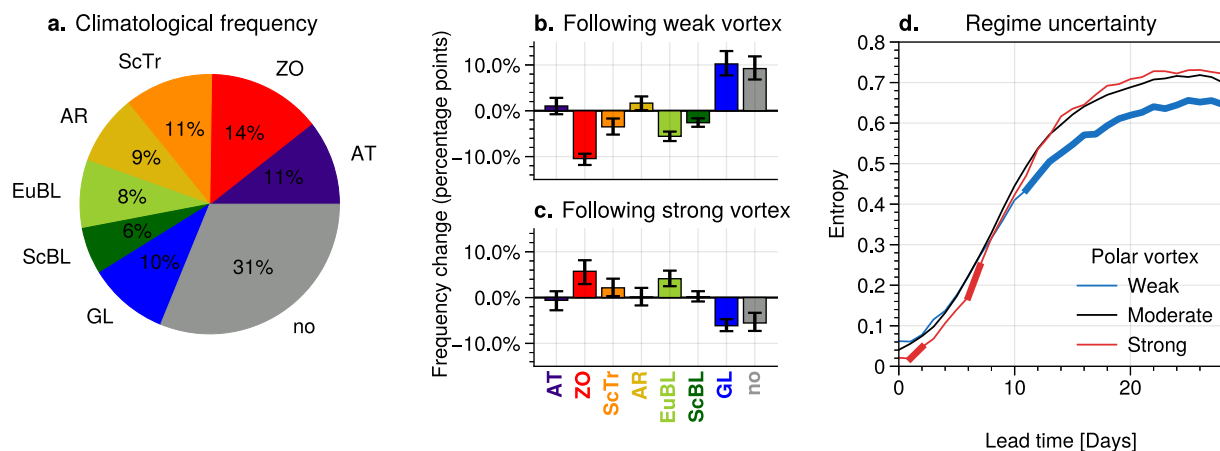 a. Climatological frequency
ScTr
ZO
AR
AT
EuBL
ScBL
GL
no
11%
14%
9%
11%
8%
6%
10%
31%
Frequency change (percentage points)
b. Following weak vortex
10.0%
0.0%
−10.0%
c. Following strong vortex
10.0%
0.0%
−10.0%
AT
ZO
ScTr
AR
EuBL
ScBL
GL
no
d. Regime uncertainty
Entropy
0.8
0.7
0.6
0.5
0.4
0.3
0.2
0.1
0
Polar vortex
Weak
Moderate
Strong
0
10
20
Lead time [Days]